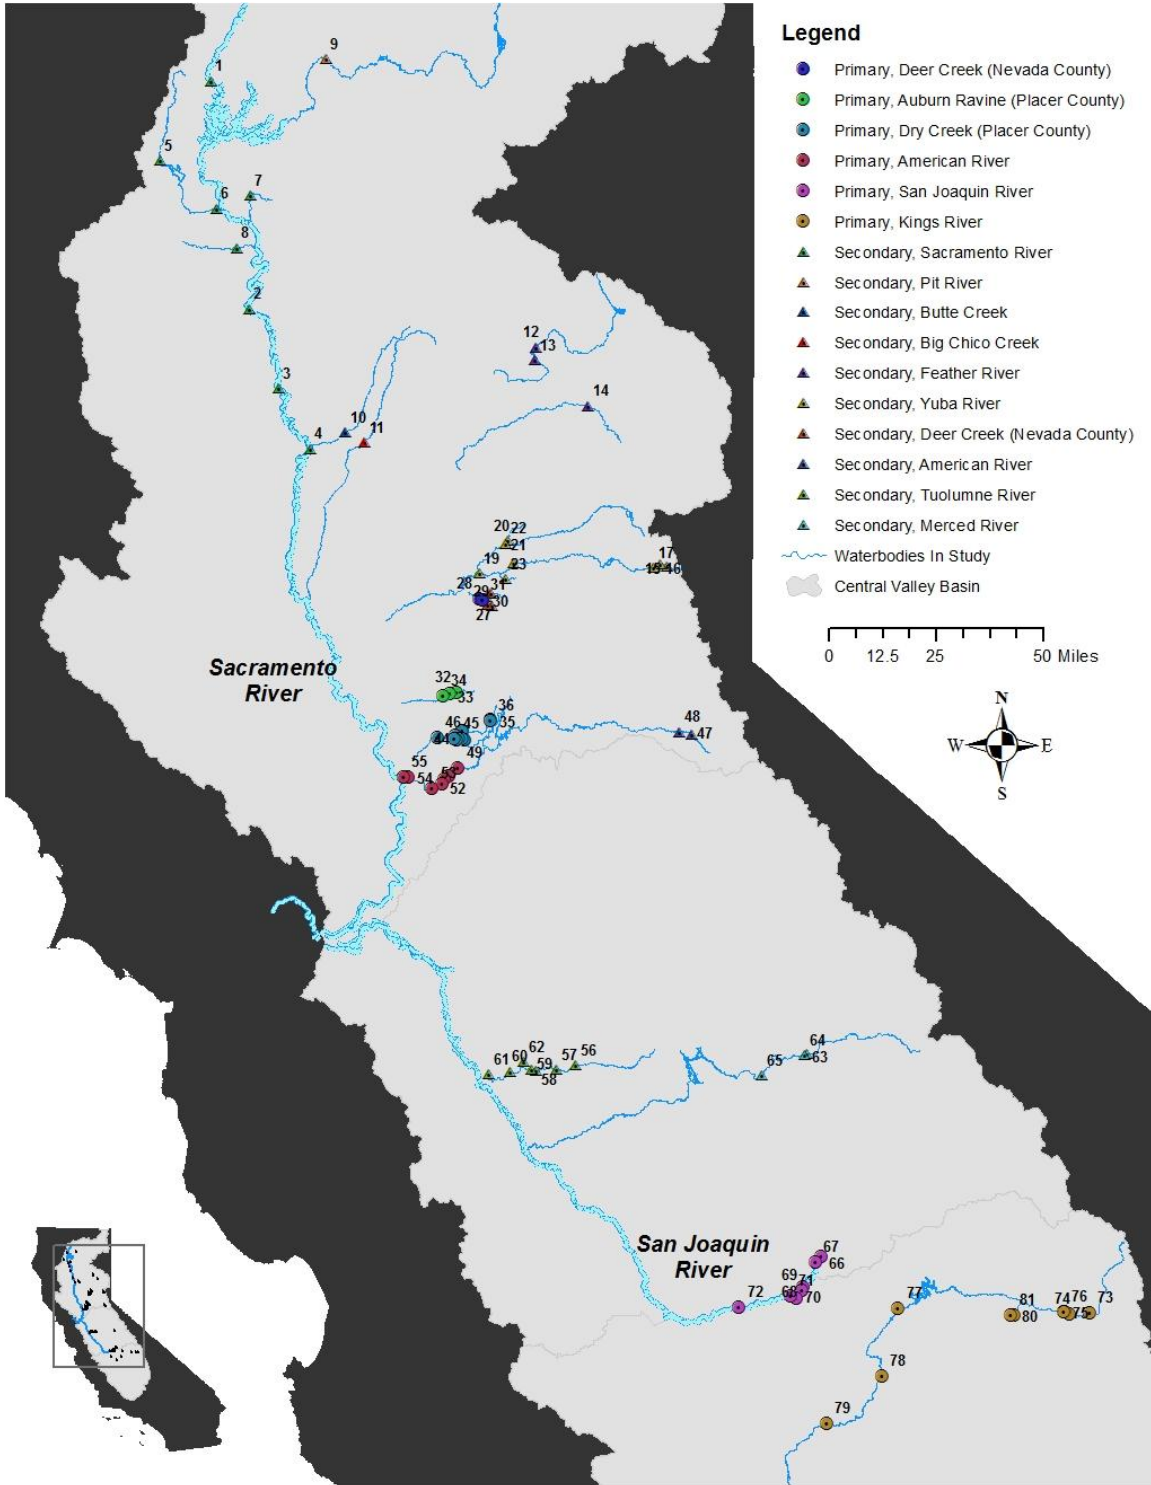 Legend
Primary, Deer Creek (Nevada County)
Primary, Auburn Ravine (Placer County)
Primary, Dry Creek (Placer County)
Primary, American River
Primary, San Joaquin River
Primary, Kings River
Secondary, Sacramento River
Secondary, Pit River
Secondary, Butte Creek
Secondary, Big Chico Creek
Secondary, Feather River
Secondary, Yuba River
Secondary, Deer Creek (Nevada County)
Secondary, American River
Secondary, Tuolumne River
Secondary, Merced River
Waterbodies In Study
Central Valley Basin
0 12.5 25 50 Miles
N
W E
S
9
1
5
7
6
8
2
12
13
3
14
10
11
4
20 22
21
17
19
23
28
31
29
30
27
Sacramento
River
32 34
33
36
46 45 35
48
47
44
49
55
54
52
62
64
61 60
57 56
59
63
65
58
San Joaquin
River
67
66
69
71
72
68
70
77
81
74 76 73
80
75
78
79